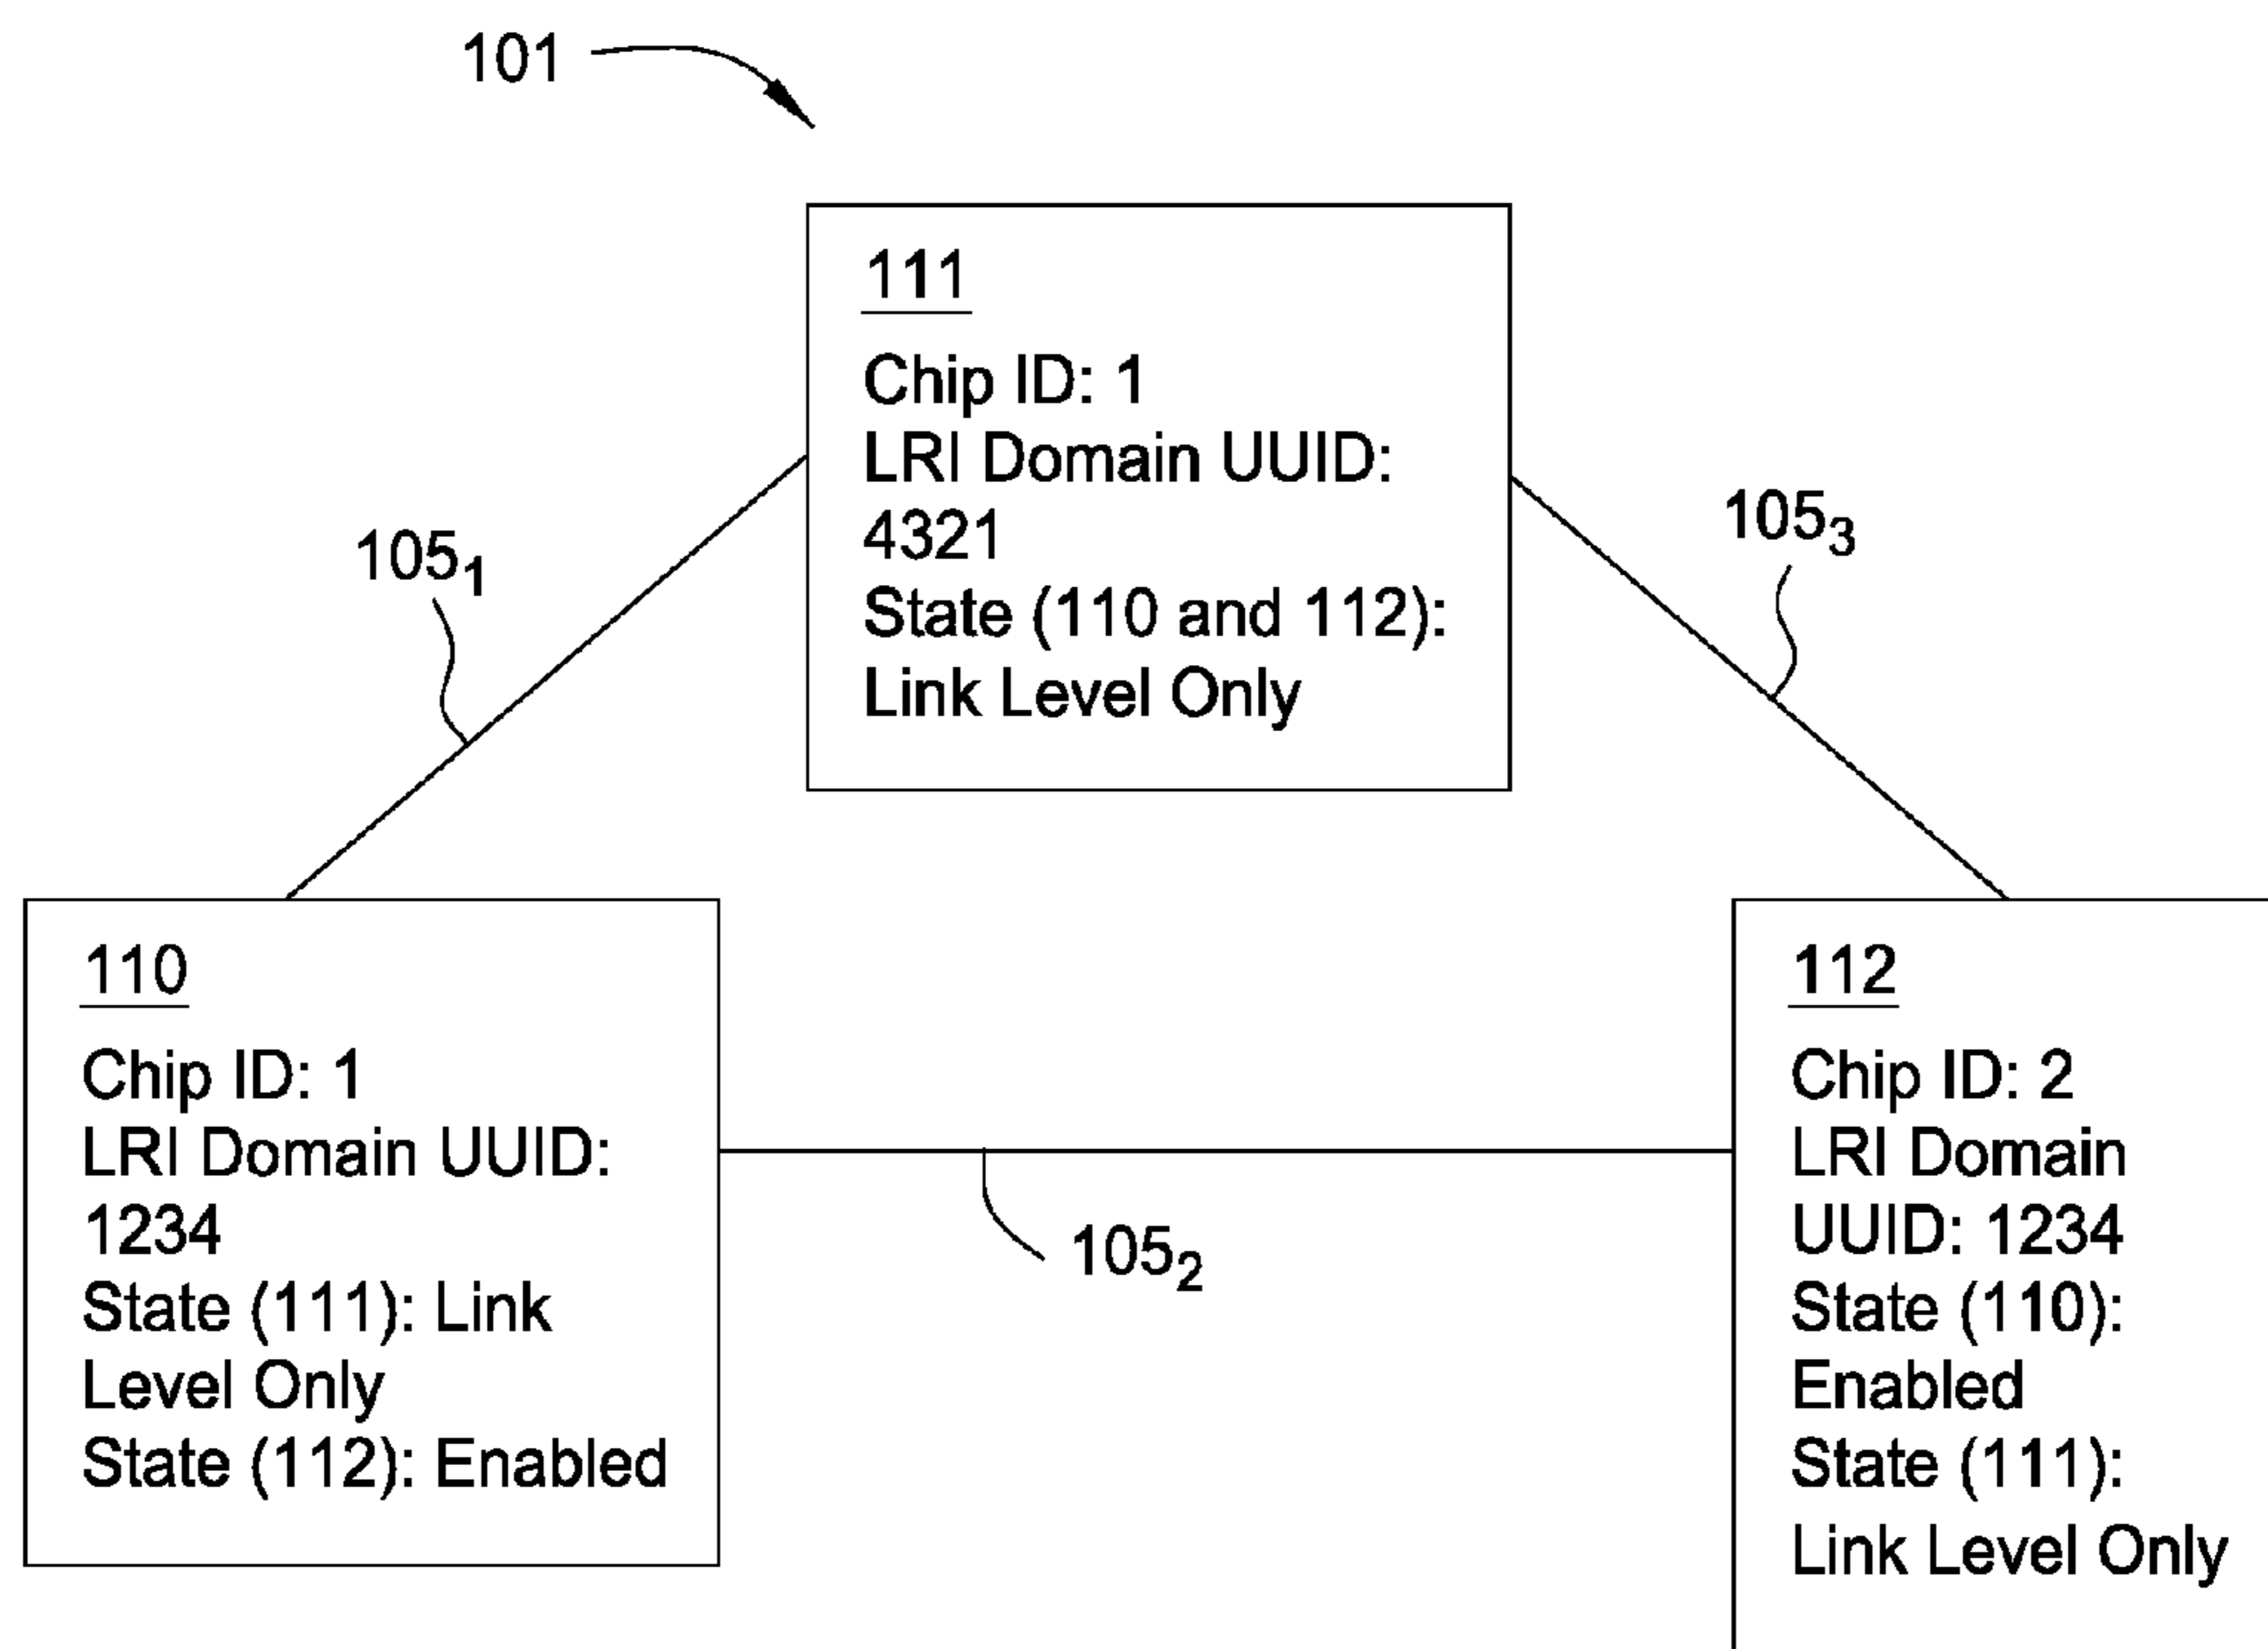 101
111
Chip ID: 1
LRI Domain UUID:
4321
State (110 and 112):
Link Level Only
105₁
105₃
110
Chip ID: 1
LRI Domain UUID:
1234
State (111): Link
Level Only
State (112): Enabled
105₂
112
Chip ID: 2
LRI Domain
UUID: 1234
State (110):
Enabled
State (111):
Link Level Only